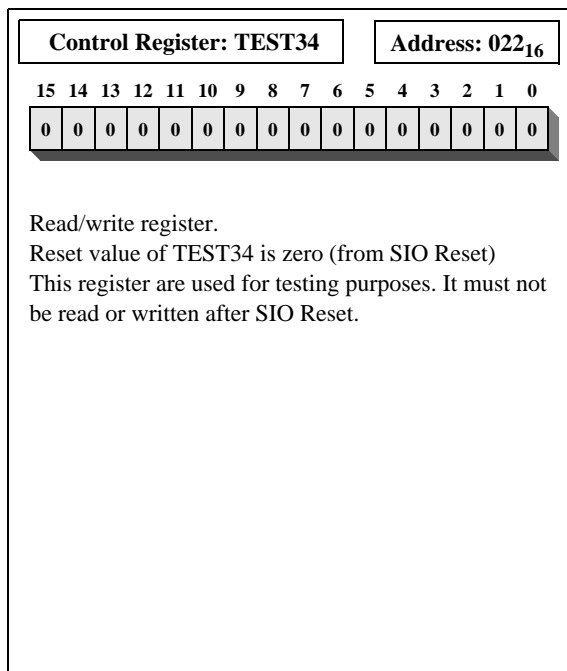 Control Register: TEST34
Address: 022₁₆
15 14 13 12 11 10 9 8 7 6 5 4 3 2 1 0
0 0 0 0 0 0 0 0 0 0 0 0 0 0 0 0
Read/write register.
Reset value of TEST34 is zero (from SIO Reset)
This register are used for testing purposes. It must not
be read or written after SIO Reset.